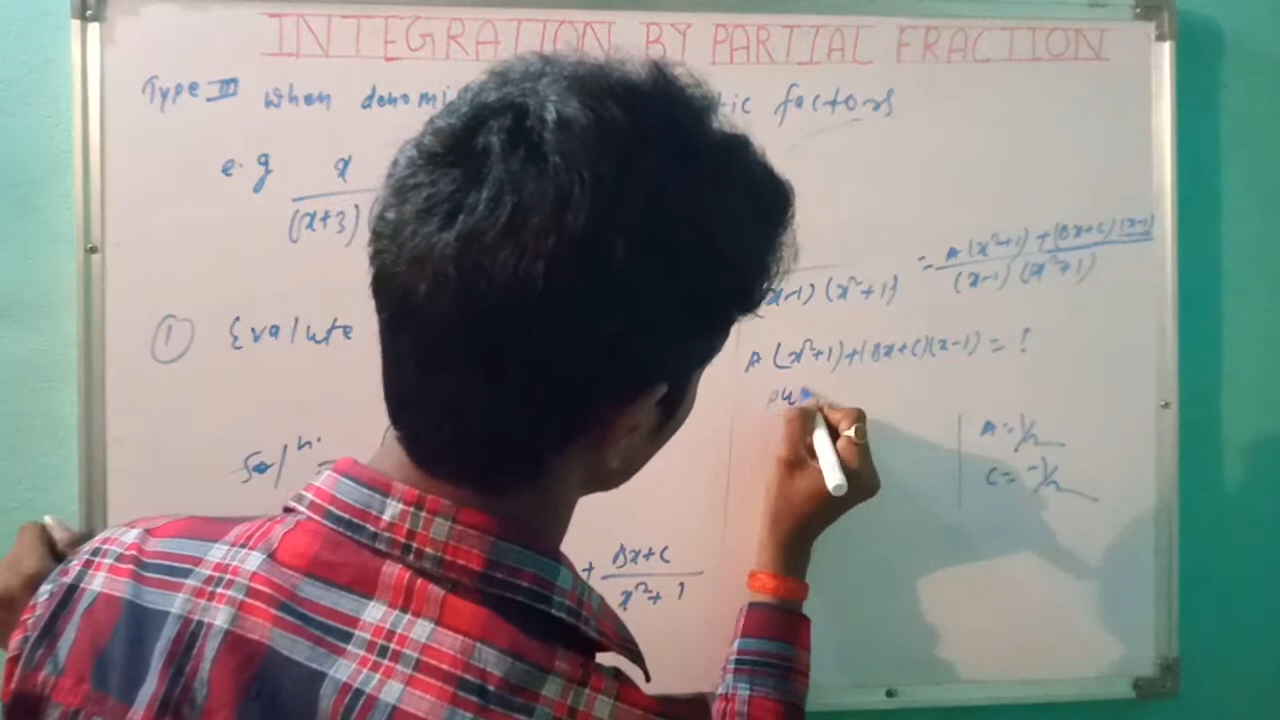 INTEGRATION BY PARTIAL FRACTION
Type III when denomi tic factors
e.g x
(x+3) (
x-1) (x²+1)
= A(x²+1) + (Bx+C)(x-1)
(x-1) (x²+1)
① Evaluate
A(x²+1)+(Bx+C)(x-1) = 1
put
A = 1/2
C = -1/2
Solⁿ. =
+ Bx+C
x²+1